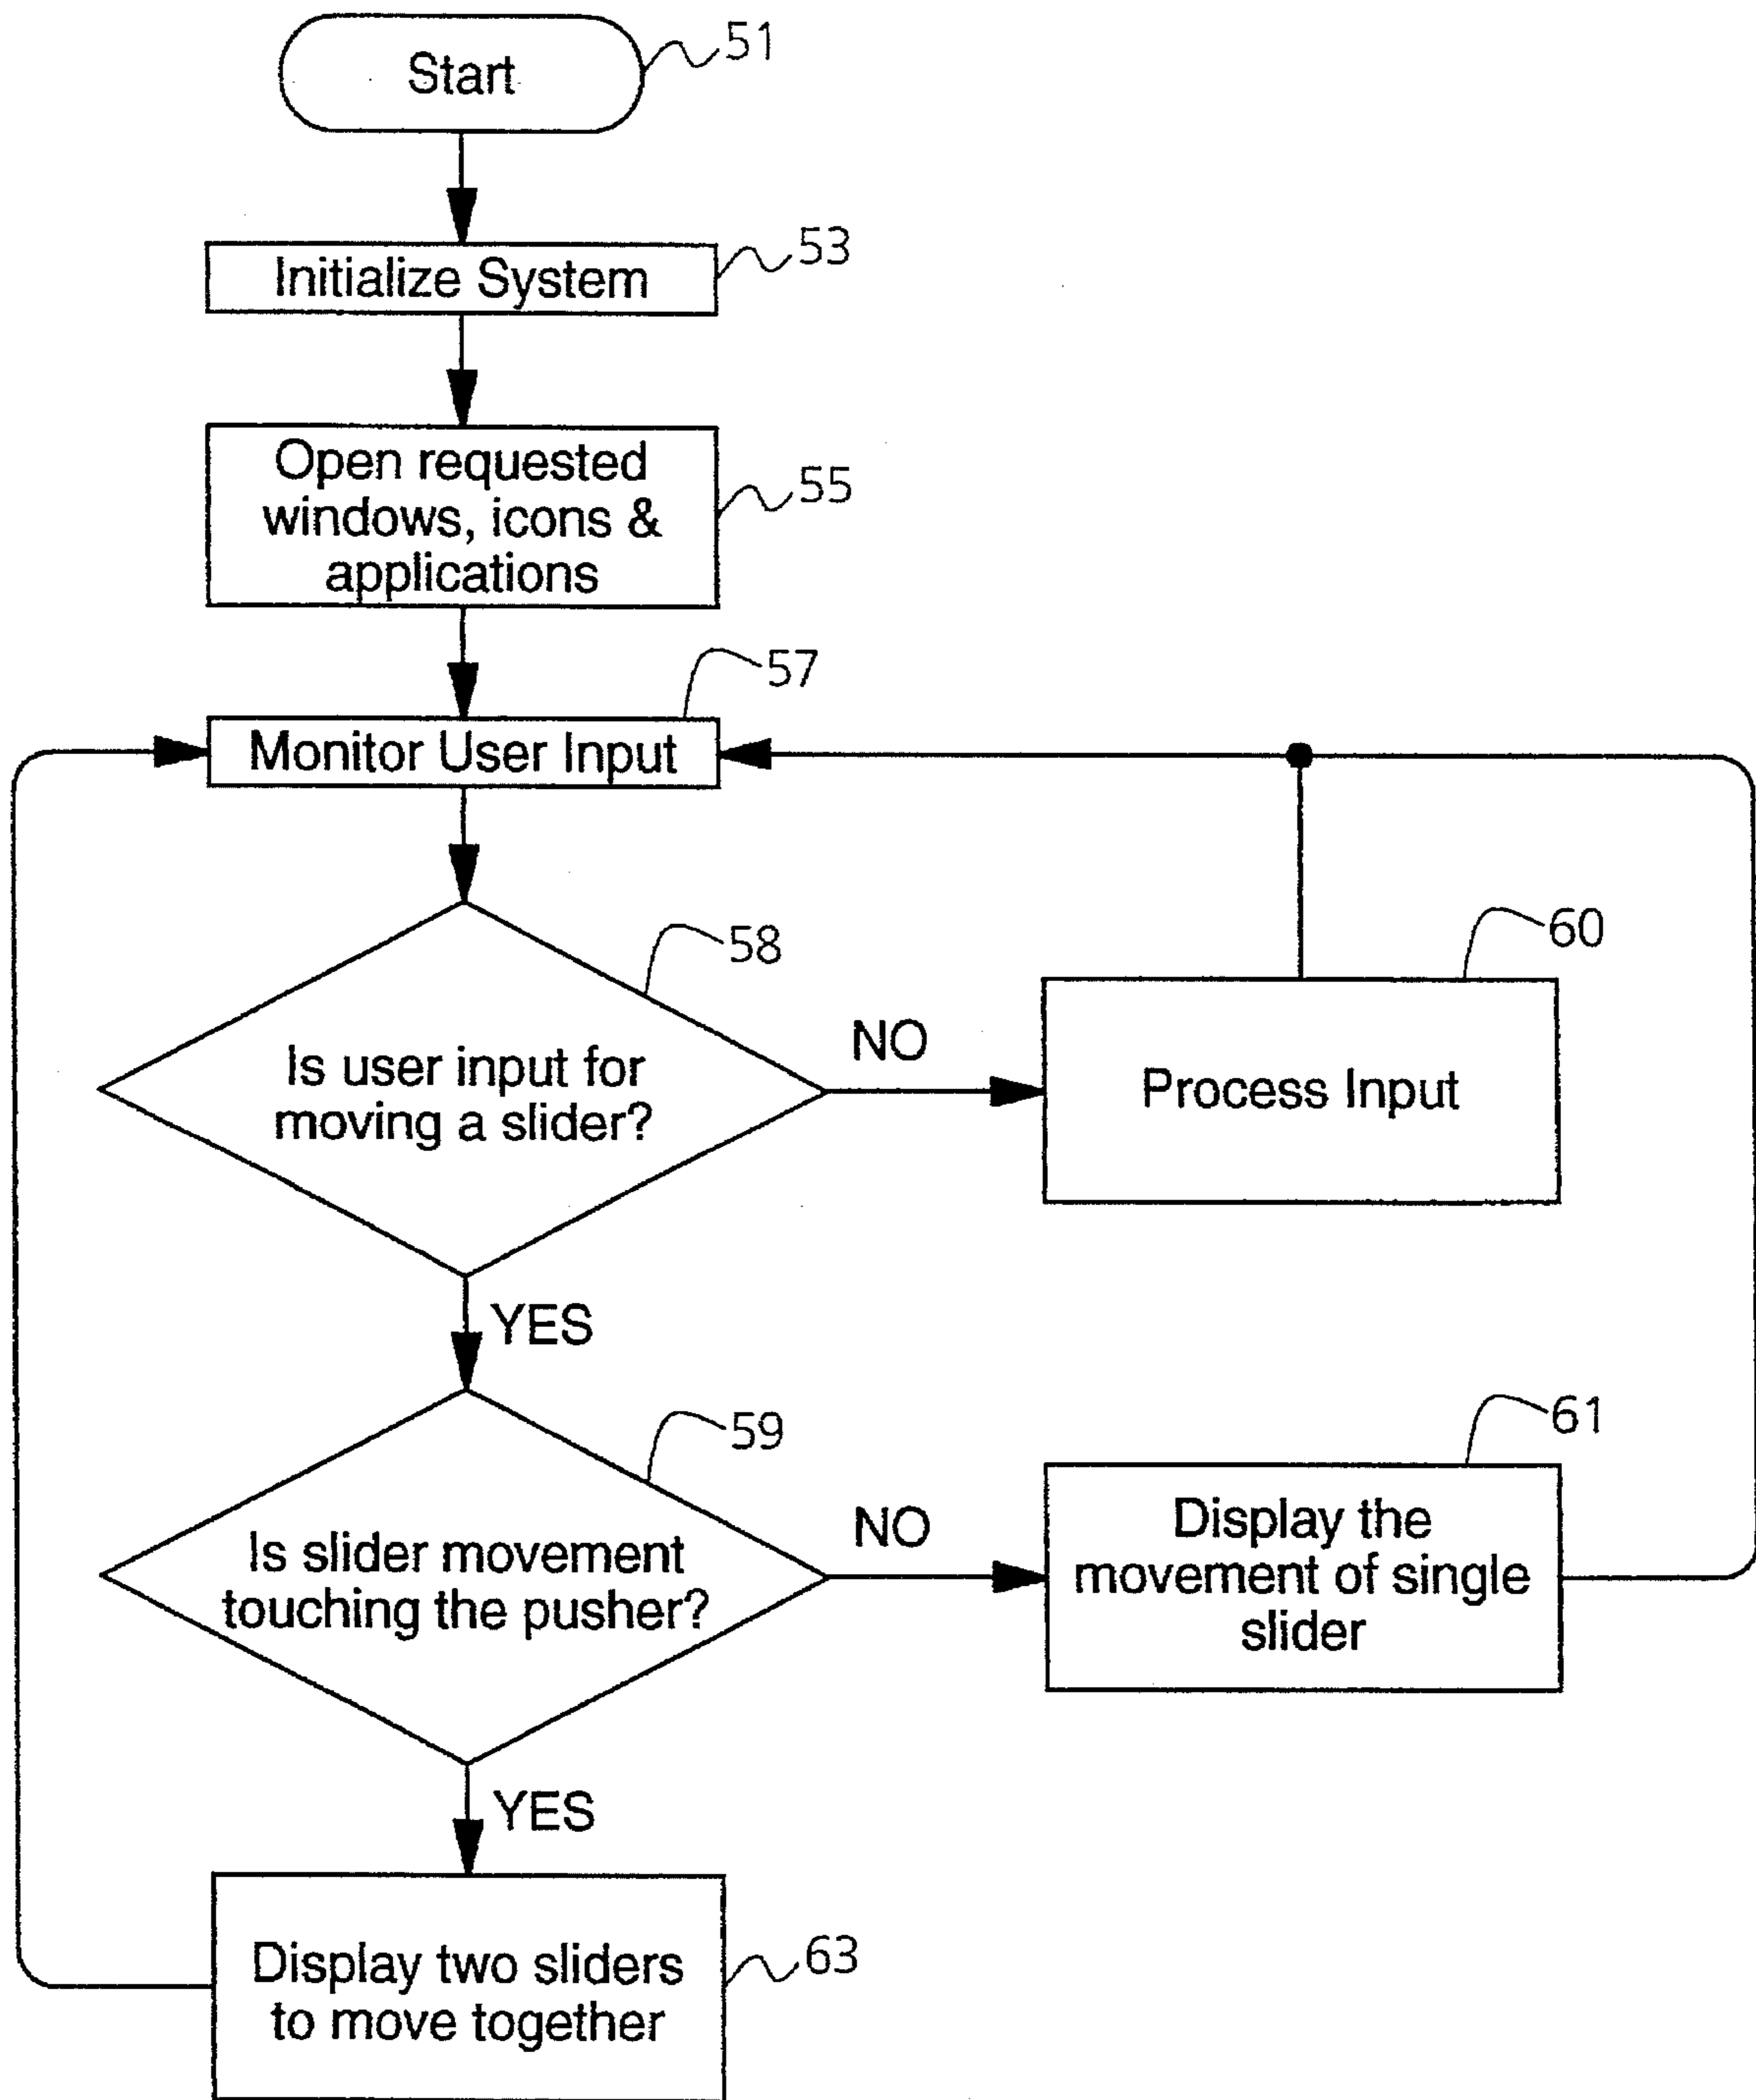 Start
51
Initialize System
53
Open requested
windows, icons &
applications
55
57
Monitor User Input
58
Is user input for
moving a slider?
NO
60
Process Input
YES
59
Is slider movement
touching the pusher?
NO
61
Display the
movement of single
slider
YES
Display two sliders
to move together
63